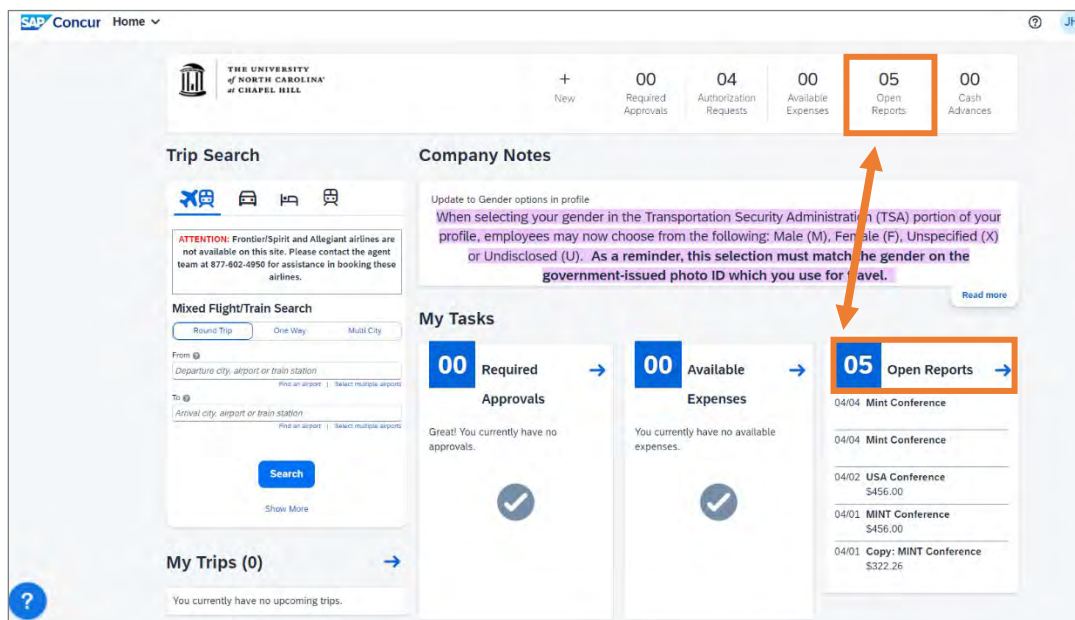 SAP Concur Home
JH
THE UNIVERSITY
of NORTH CAROLINA
at CHAPEL HILL
+
New
00
Required
Approvals
04
Authorization
Requests
00
Available
Expenses
05
Open
Reports
00
Cash
Advances
Trip Search
ATTENTION: Frontier/Spirit and Allegiant airlines are
not available on this site. Please contact the agent
team at 877-602-4950 for assistance in booking these
airlines.
Mixed Flight/Train Search
Round Trip One Way Multi City
From
Departure city, airport or train station
Find an airport | Select multiple airports
To
Arrival city, airport or train station
Find an airport | Select multiple airports
Search
Show More
My Trips (0)
You currently have no upcoming trips.
?
Company Notes
Update to Gender options in profile
When selecting your gender in the Transportation Security Administration (TSA) portion of your
profile, employees may now choose from the following: Male (M), Female (F), Unspecified (X)
or Undisclosed (U). As a reminder, this selection must match the gender on the
government-issued photo ID which you use for travel.
Read more
My Tasks
00 Required
Approvals
Great! You currently have no
approvals.
00 Available
Expenses
You currently have no available
expenses.
05 Open Reports
04/04 Mint Conference
04/04 Mint Conference
04/02 USA Conference
$456.00
04/01 MINT Conference
$456.00
04/01 Copy: MINT Conference
$322.26